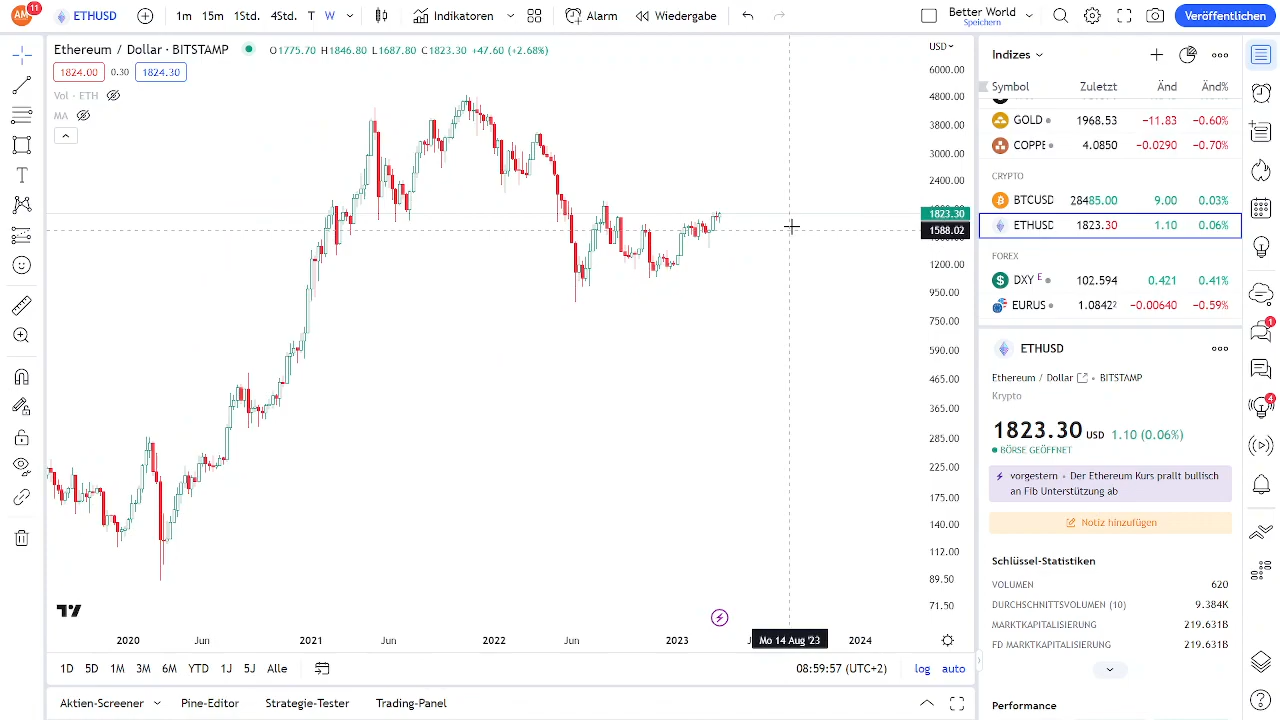 AM 11 ETHUSD 1m 15m 1Std. 4Std. T W Indikatoren Alarm Wiedergabe Better World Speichern Veröffentlichen
Ethereum / Dollar · BITSTAMP O1775.70 H1846.80 L1687.80 C1823.30 +47.60 (+2.68%)
1824.00 0.30 1824.30
Vol · ETH
MA
USD
6000.00
4800.00
3800.00
3000.00
2400.00
1823.30
1588.02
1200.00
950.00
750.00
590.00
465.00
365.00
285.00
225.00
175.00
140.00
112.00
89.50
71.50
2020 Jun 2021 Jun 2022 Jun 2023 Mo 14 Aug '23 2024
1D 5D 1M 3M 6M YTD 1J 5J Alle 08:59:57 (UTC+2) log auto
Aktien-Screener Pine-Editor Strategie-Tester Trading-Panel
Indizes
Symbol Zuletzt Änd Änd%
GOLD 1968.53 −11.83 −0.60%
COPPE 4.0850 −0.0290 −0.70%
CRYPTO
BTCUSD 28485.00 9.00 0.03%
ETHUSD 1823.30 1.10 0.06%
FOREX
DXY E 102.594 0.421 0.41%
EURUS 1.0842² −0.00640 −0.59%
ETHUSD
Ethereum / Dollar • BITSTAMP
Krypto
1823.30 USD 1.10 (0.06%)
BÖRSE GEÖFFNET
vorgestern • Der Ethereum Kurs prallt bullisch
an Fib Unterstützung ab
Notiz hinzufügen
Schlüssel-Statistiken
VOLUMEN 620
DURCHSCHNITTSVOLUMEN (10) 9.384K
MARKTKAPITALISIERUNG 219.631B
FD MARKTKAPITALISIERUNG 219.631B
Performance
1
4